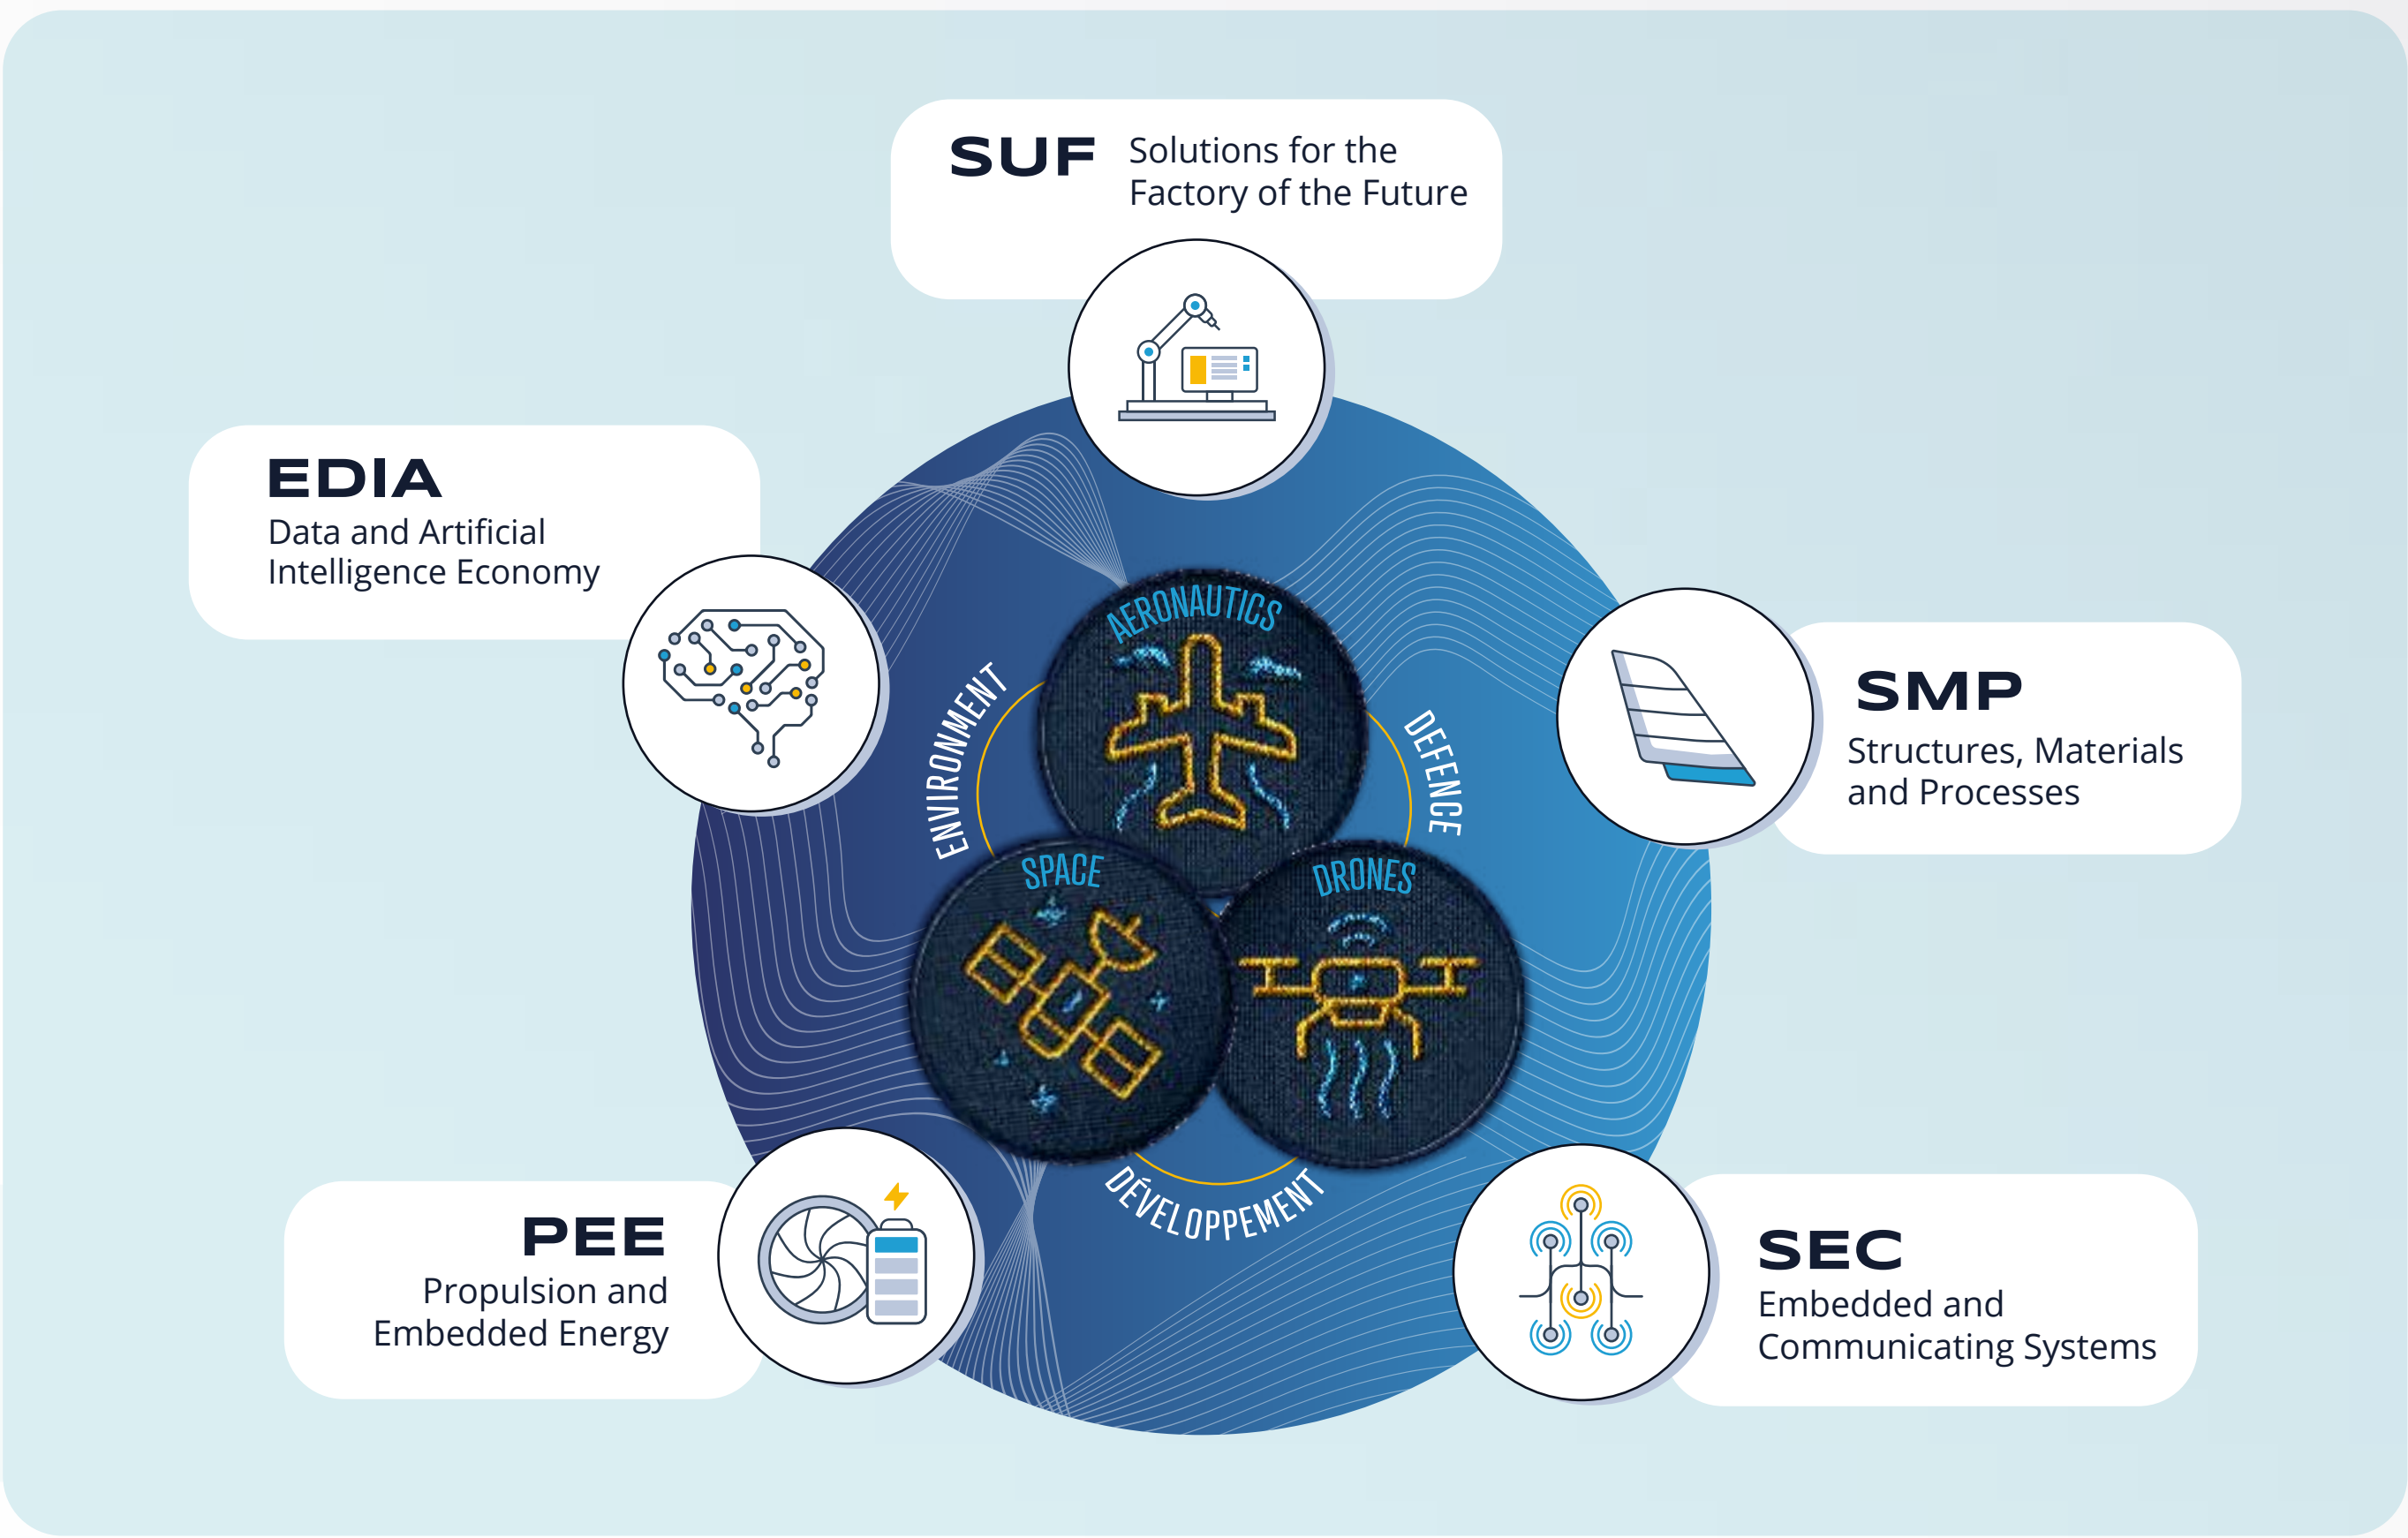 SUF
Solutions for the
Factory of the Future
EDIA
Data and Artificial
Intelligence Economy
SMP
Structures, Materials
and Processes
AERONAUTICS
ENVIRONMENT
DEFENCE
SPACE
DRONES
DÉVELOPPEMENT
PEE
Propulsion and
Embedded Energy
SEC
Embedded and
Communicating Systems